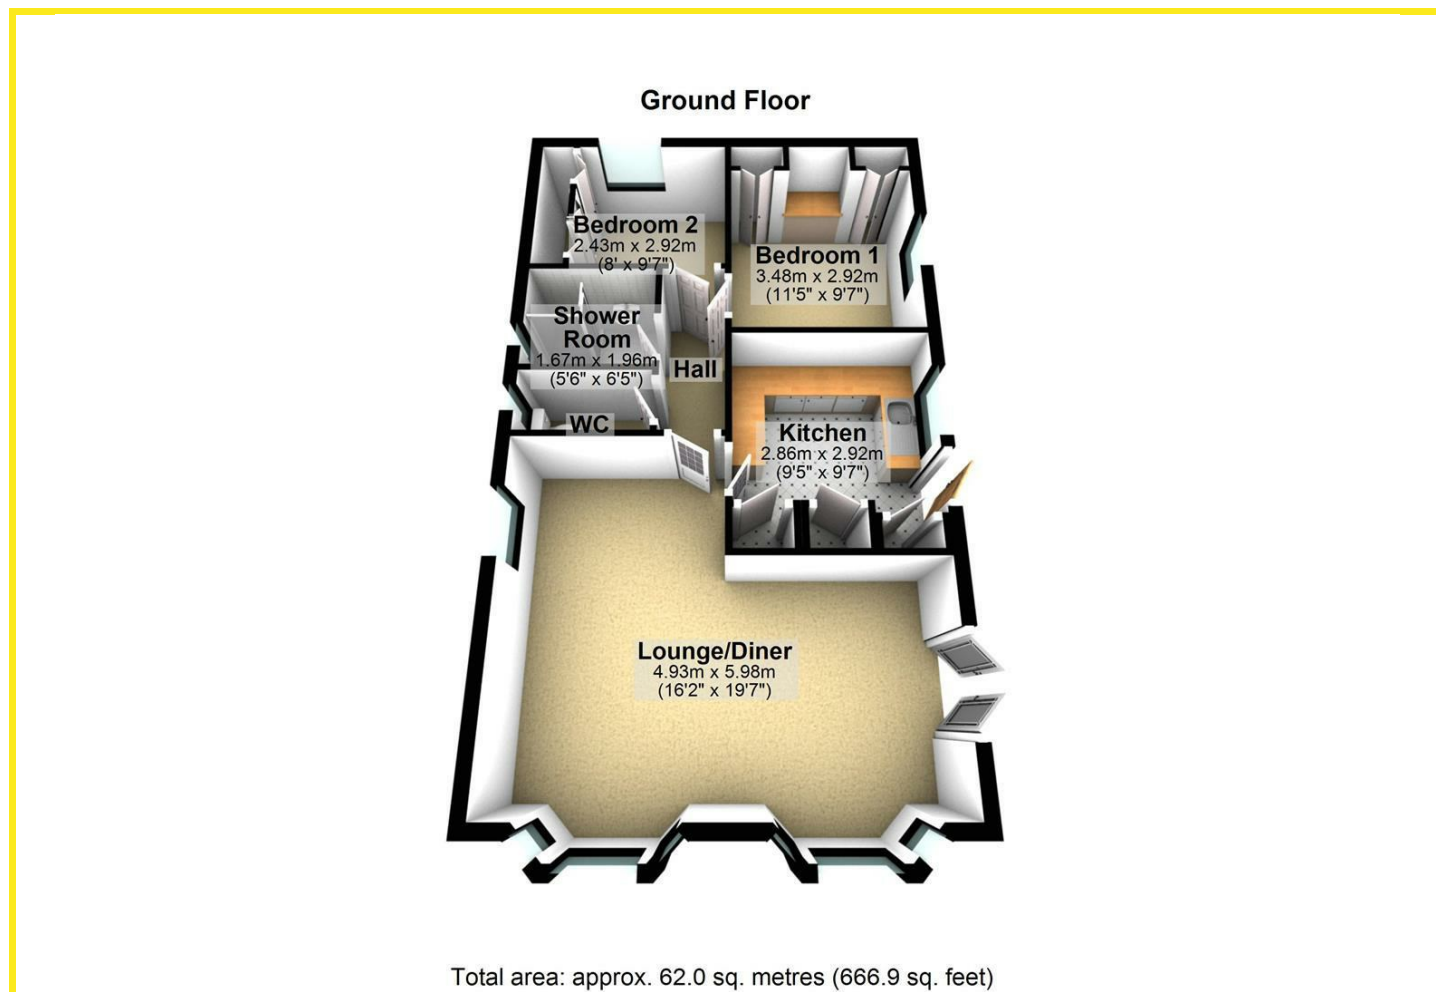 Ground Floor
Bedroom 2
2.43m x 2.92m
(8' x 9'7")
Bedroom 1
3.48m x 2.92m
(11'5" x 9'7")
Shower
Room
1.67m x 1.96m
(5'6" x 6'5")
Hall
WC
Kitchen
2.86m x 2.92m
(9'5" x 9'7")
Lounge/Diner
4.93m x 5.98m
(16'2" x 19'7")
Total area: approx. 62.0 sq. metres (666.9 sq. feet)